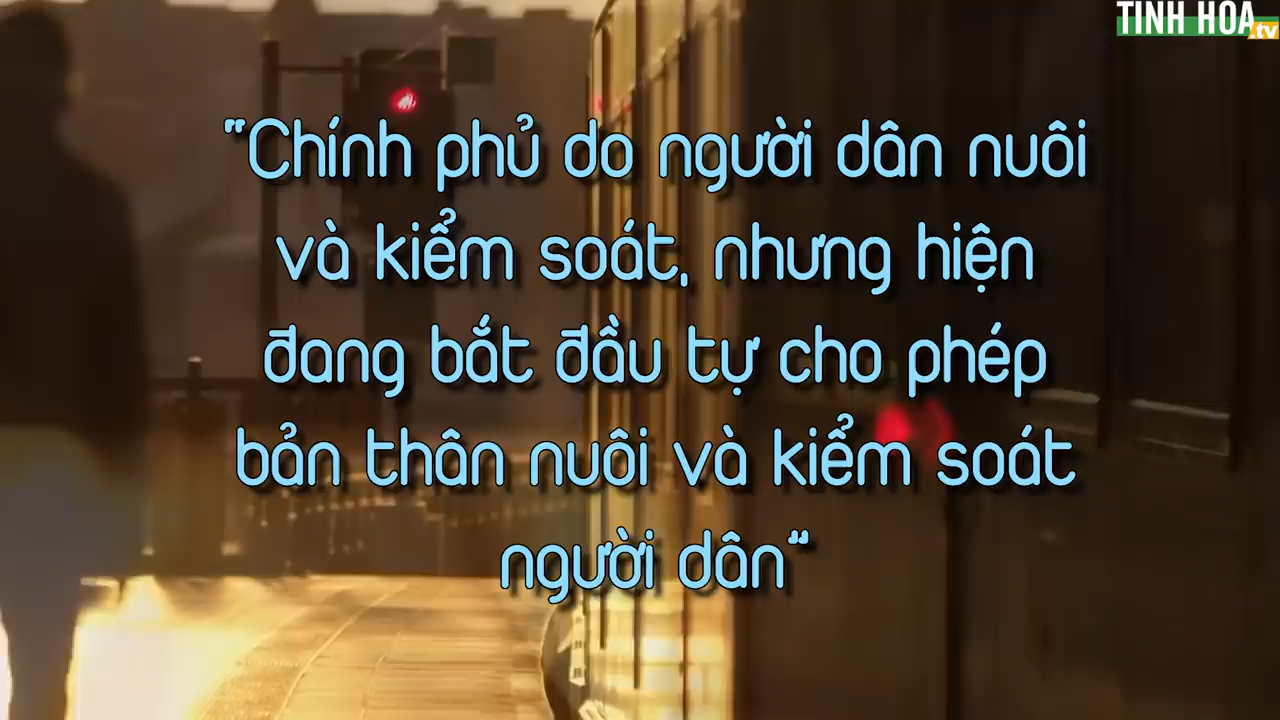 TINH HOA
.tv
“Chính phủ do người dân nuôi
và kiểm soát, nhưng hiện
đang bắt đầu tự cho phép
bản thân nuôi và kiểm soát
người dân“